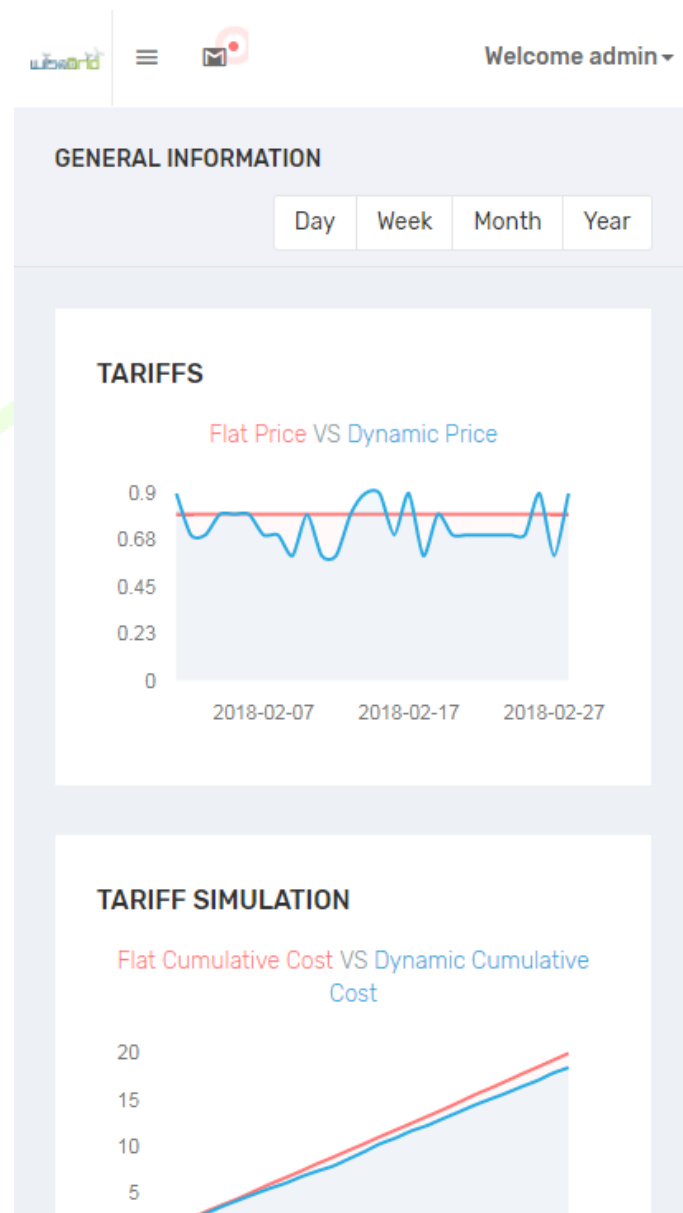 Welcome admin
GENERAL INFORMATION
Day Week Month Year
TARIFFS
Flat Price VS Dynamic Price
0.9
0.68
0.45
0.23
0
2018-02-07 2018-02-17 2018-02-27
TARIFF SIMULATION
Flat Cumulative Cost VS Dynamic Cumulative
Cost
20
15
10
5